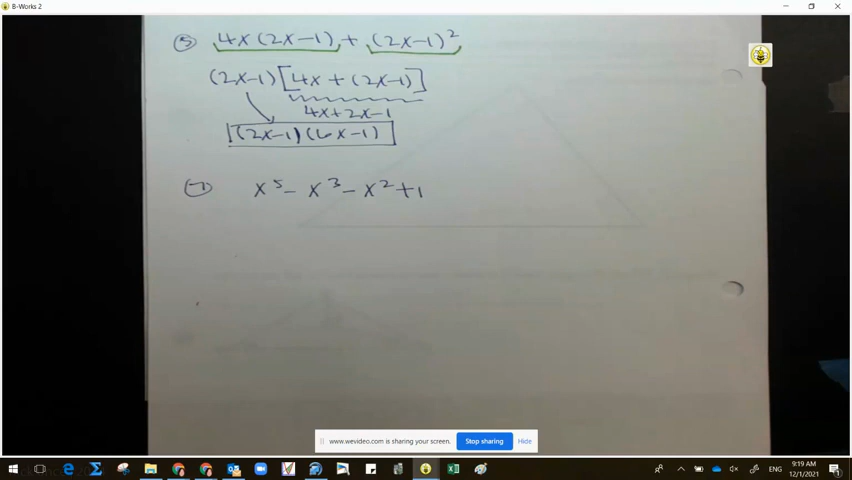 B-Works 2
⑤ 4x(2x-1) + (2x-1)²
(2x-1)[4x + (2x-1)]
4x+2x-1
(2x-1)(6x-1)
⑦ x⁵ - x³ - x² + 1
www.wevideo.com is sharing your screen. Stop sharing Hide
ENG 9:19 AM
12/1/2021